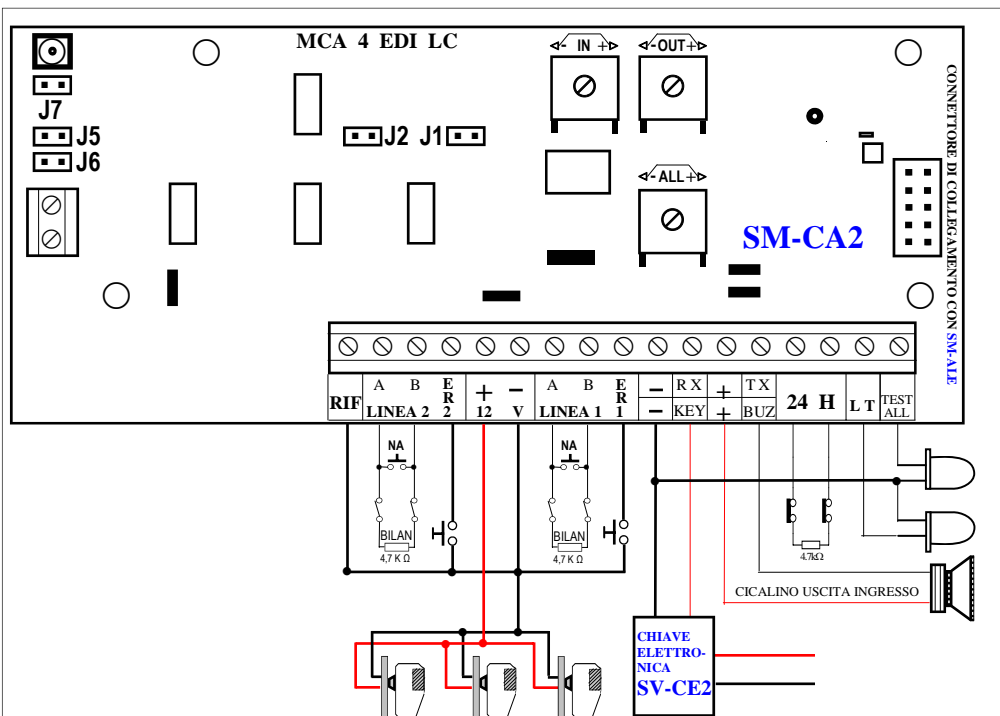 MCA 4 EDI LC
- IN +
-OUT+
J7
J5
J6
J2 J1
-ALL+
SM-CA2
CONNETTORE DI COLLEGAMENTO CON SM-ALE
RIF
A B
LINEA 2
ER2
+ 12
- V
A B
LINEA 1
ER1
- -
RX
KEY
+ +
TX
BUZ
24 H
L T
TEST
ALL
NA
BILAN
4,7 K Ω
NA
BILAN
4,7 K Ω
4.7kΩ
CICALINO USCITA INGRESSO
CHIAVE
ELETTRO-
NICA
SV-CE2